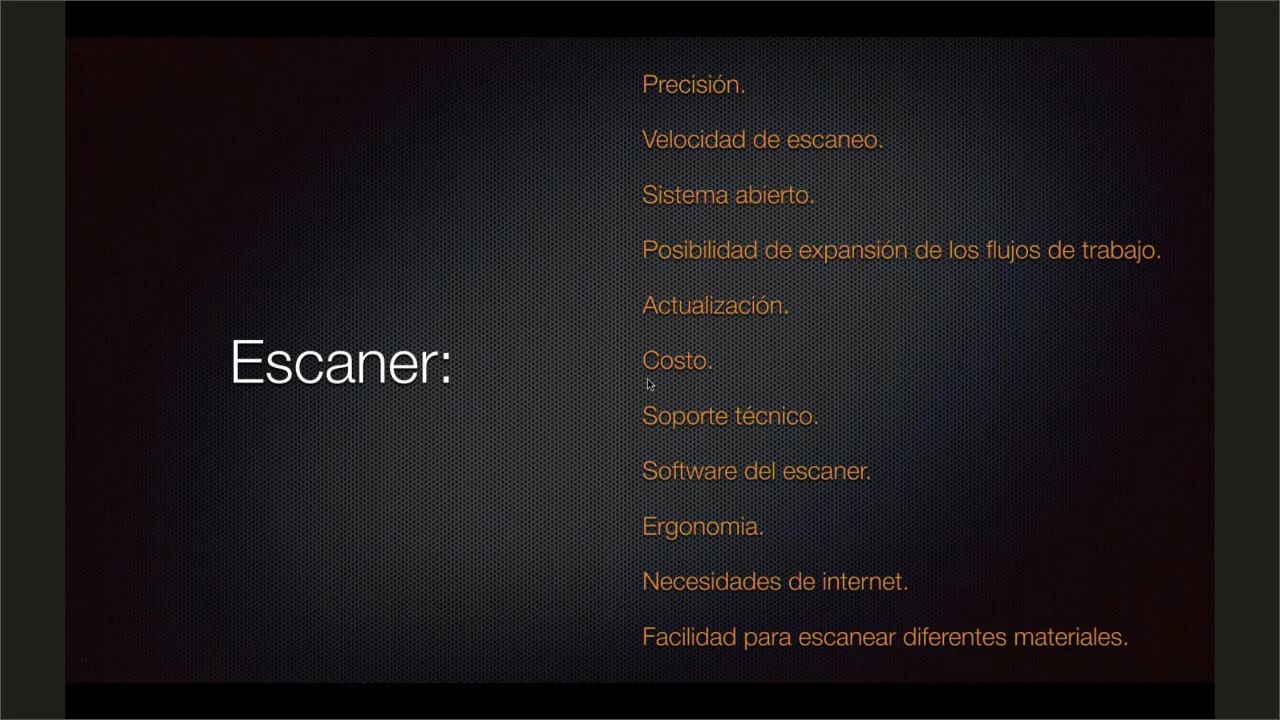 Escaner:
Precisión.
Velocidad de escaneo.
Sistema abierto.
Posibilidad de expansión de los flujos de trabajo.
Actualización.
Costo.
Soporte técnico.
Software del escaner.
Ergonomia.
Necesidades de internet.
Facilidad para escanear diferentes materiales.